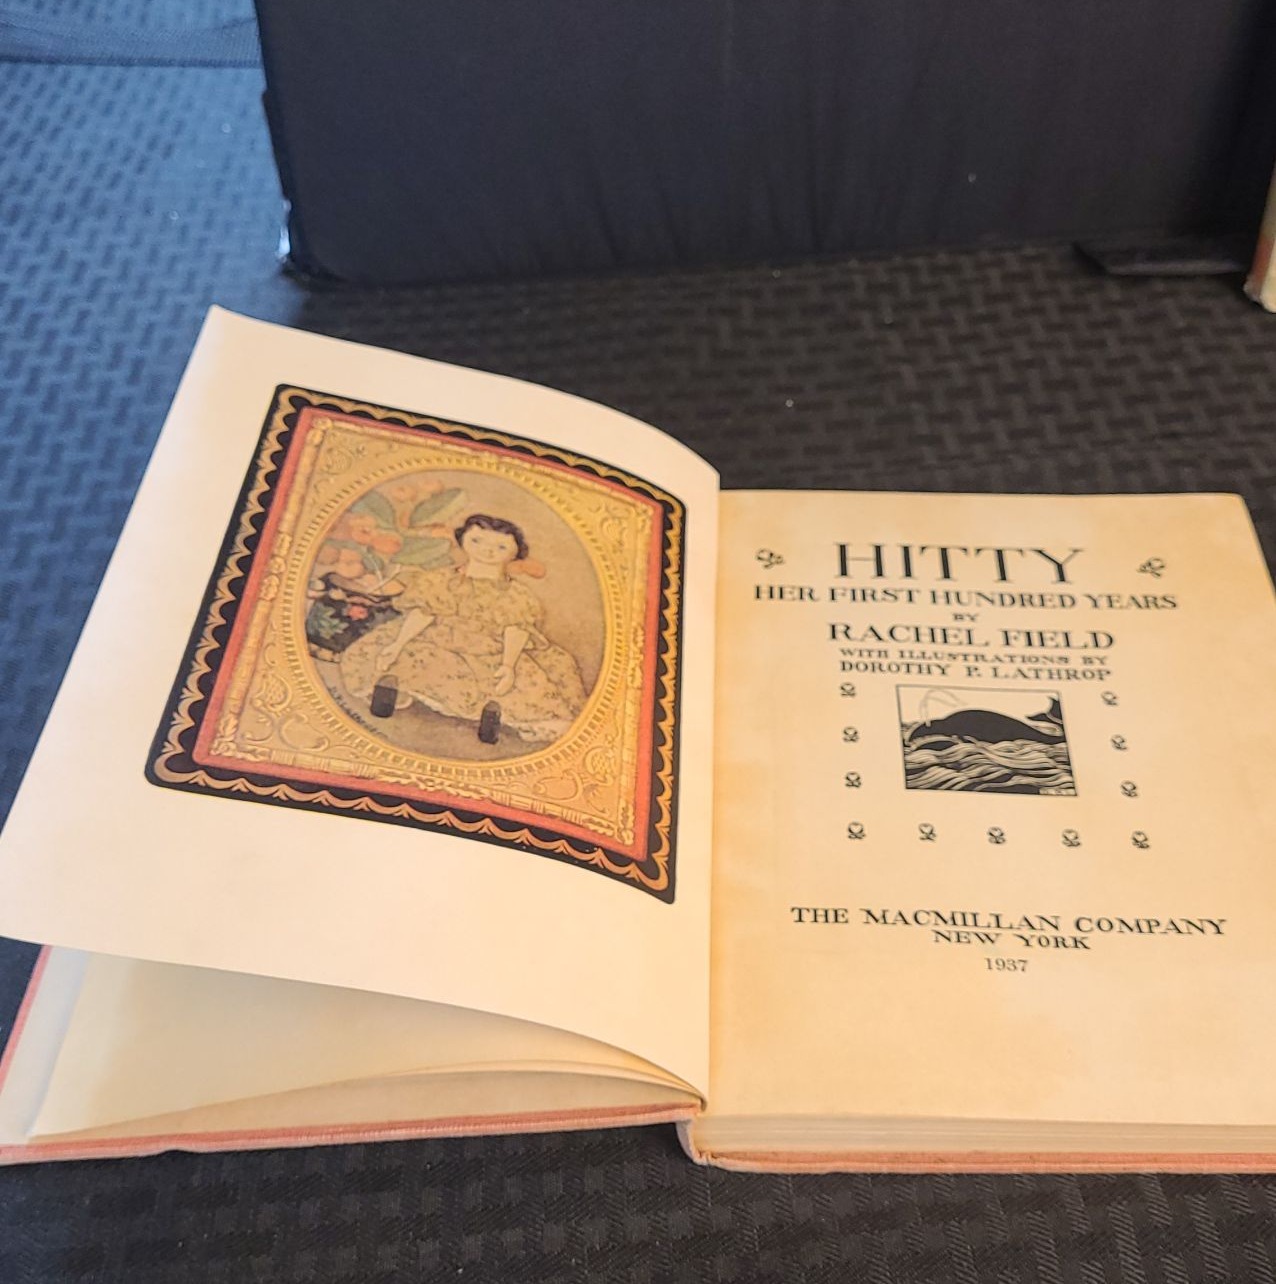 HITTY
HER FIRST HUNDRED YEARS
BY
RACHEL FIELD
WITH ILLUSTRATIONS BY
DOROTHY P. LATHROP
THE MACMILLAN COMPANY
NEW YORK
1937